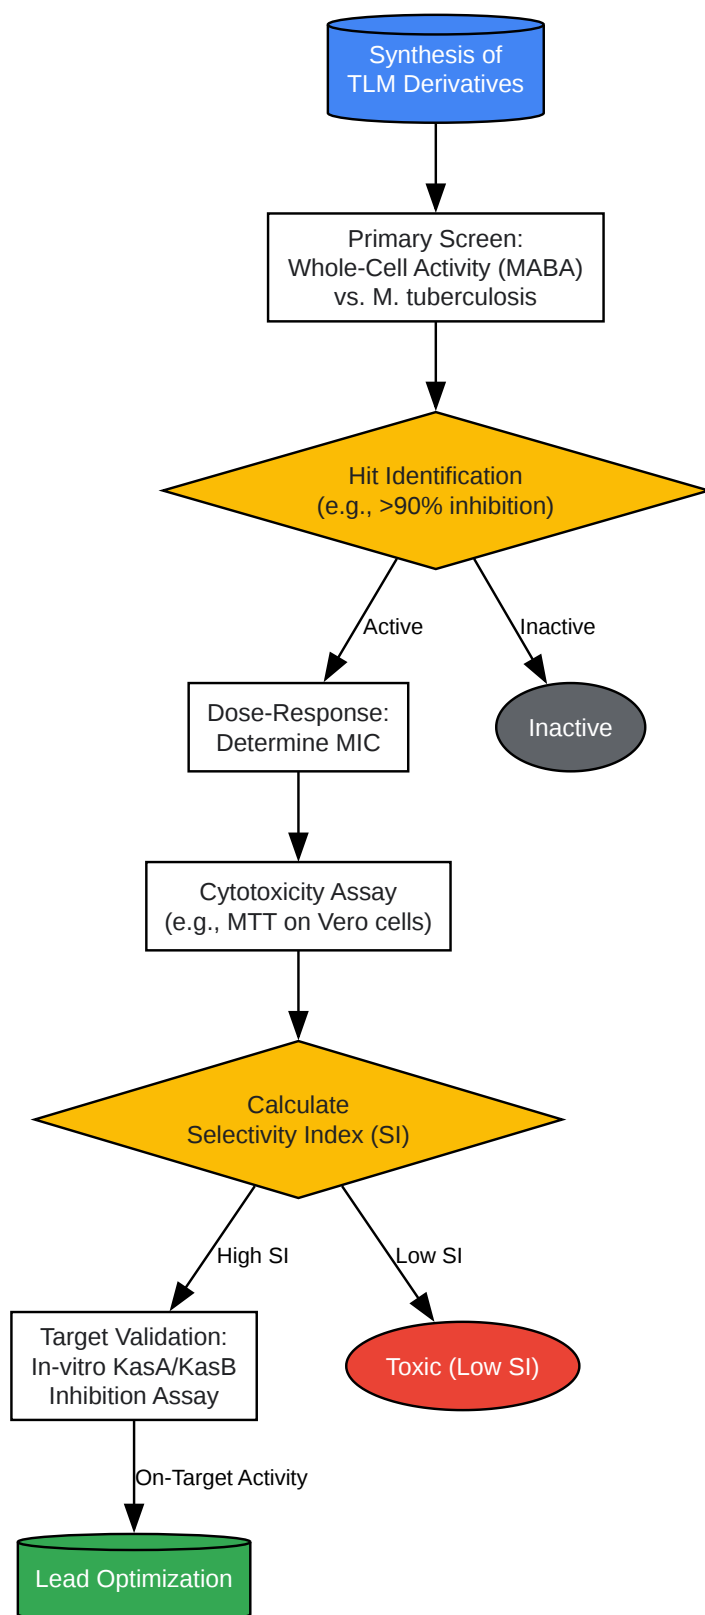 Synthesis of
TLM Derivatives
Primary Screen:
Whole-Cell Activity (MABA)
vs. M. tuberculosis
Hit Identification
(e.g., >90% inhibition)
Active
Inactive
Dose-Response:
Determine MIC
Inactive
Cytotoxicity Assay
(e.g., MTT on Vero cells)
Calculate
Selectivity Index (SI)
High SI
Low SI
Target Validation:
In-vitro KasA/KasB
Inhibition Assay
Toxic (Low SI)
On-Target Activity
Lead Optimization